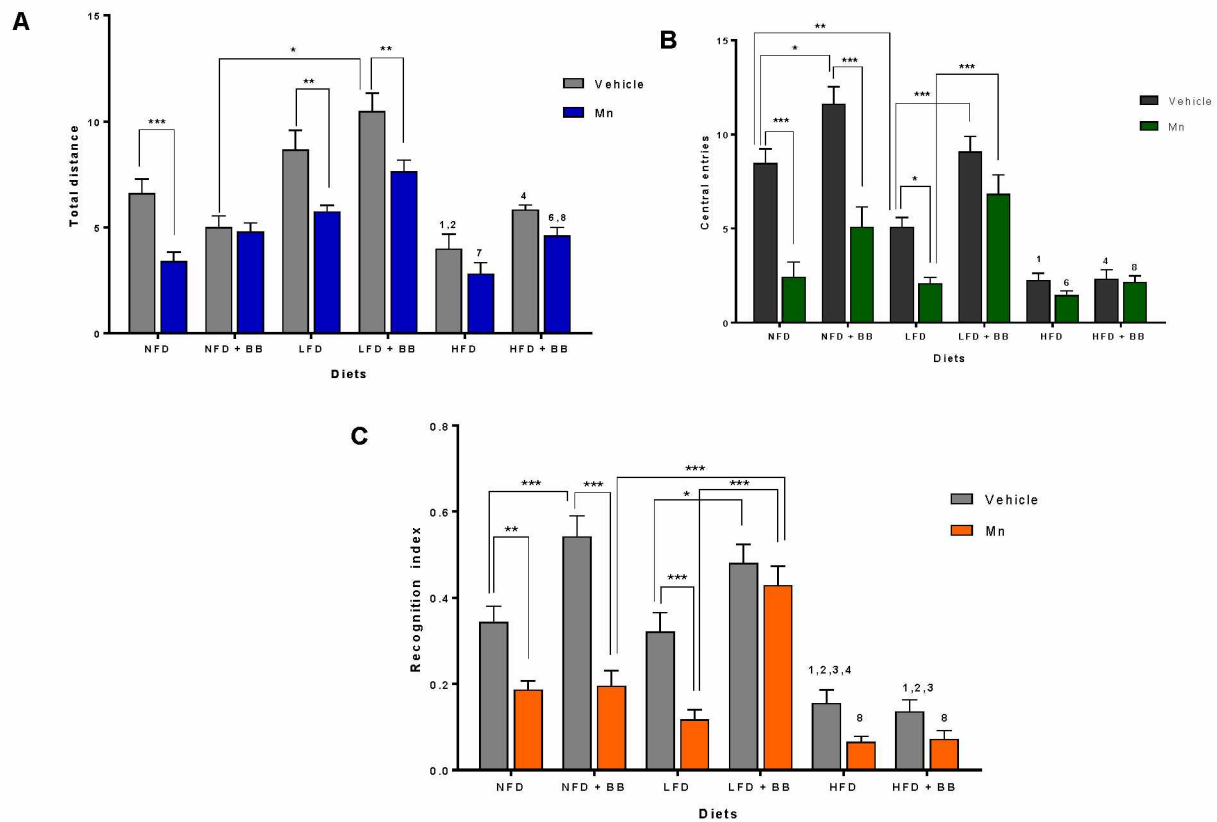 A
15
10
5
0
Total distance
***
*
**
**
1,2
7
4
6,8
Vehicle
Mn
NFD
NFD + BB
LFD
LFD + BB
HFD
HFD + BB
Diets
B
15
10
5
0
Central entries
**
*
***
***
***
***
*
1
6
4
8
Vehicle
Mn
NFD
NFD + BB
LFD
LFD + BB
HFD
HFD + BB
Diets
C
0.8
0.6
0.4
0.2
0.0
Recognition index
***
***
***
***
*
**
***
1,2,3,4
8
1,2,3
8
Vehicle
Mn
NFD
NFD + BB
LFD
LFD + BB
HFD
HFD + BB
Diets